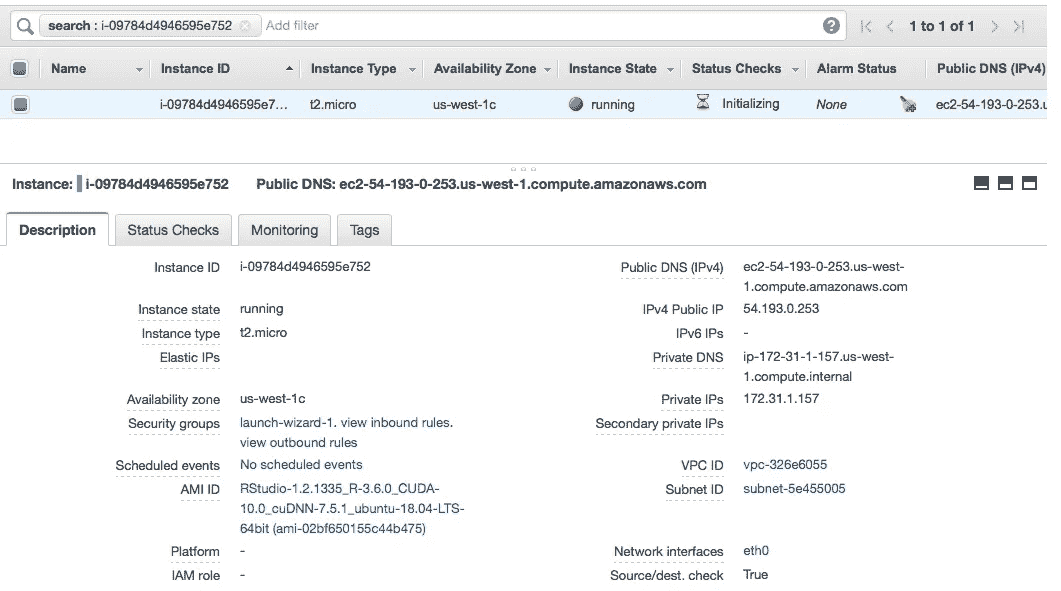 search : i-09784d4946595e752 Add filter 1 to 1 of 1
Name Instance ID Instance Type Availability Zone Instance State Status Checks Alarm Status Public DNS (IPv4)
i-09784d4946595e7... t2.micro us-west-1c running Initializing None ec2-54-193-0-253.u
Instance: i-09784d4946595e752 Public DNS: ec2-54-193-0-253.us-west-1.compute.amazonaws.com
Description Status Checks Monitoring Tags
Instance ID i-09784d4946595e752 Public DNS (IPv4) ec2-54-193-0-253.us-west-
1.compute.amazonaws.com
Instance state running IPv4 Public IP 54.193.0.253
Instance type t2.micro IPv6 IPs -
Elastic IPs Private DNS ip-172-31-1-157.us-west-
1.compute.internal
Availability zone us-west-1c Private IPs 172.31.1.157
Security groups launch-wizard-1. view inbound rules. Secondary private IPs
view outbound rules
Scheduled events No scheduled events VPC ID vpc-326e6055
AMI ID RStudio-1.2.1335_R-3.6.0_CUDA- Subnet ID subnet-5e455005
10.0_cuDNN-7.5.1_ubuntu-18.04-LTS-
64bit (ami-02bf650155c44b475)
Platform - Network interfaces eth0
IAM role - Source/dest. check True